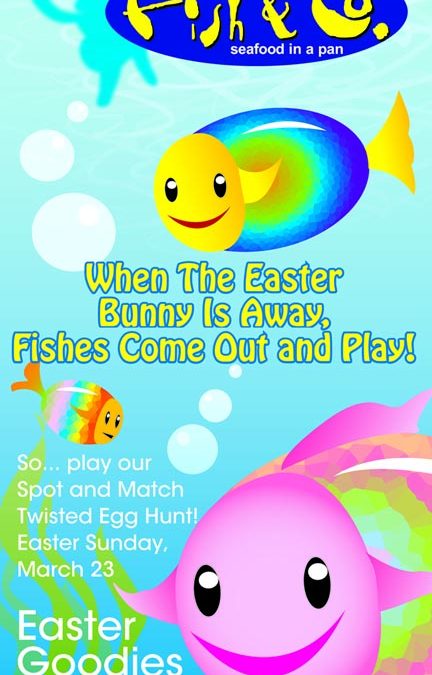 Fish & Co.
seafood in a pan
When The Easter
Bunny Is Away,
Fishes Come Out and Play!
So... play our
Spot and Match
Twisted Egg Hunt!
Easter Sunday,
March 23
Easter
Goodies